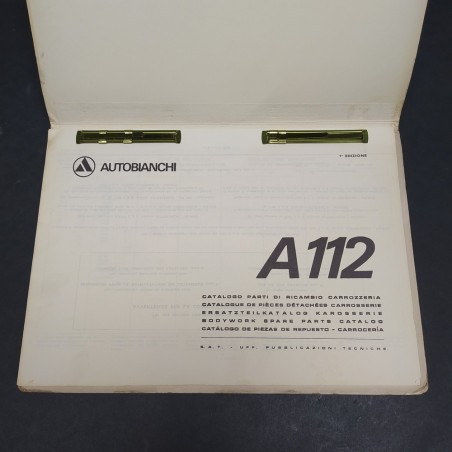 1ª EDIZIONE
AUTOBIANCHI
A 112
CATALOGO PARTI DI RICAMBIO CARROZZERIA
CATALOGUE DE PIÈCES DÉTACHÉES CARROSSERIE
ERSATZTEILKATALOG KAROSSERIE
BODYWORK SPARE PARTS CATALOG
CATÁLOGO DE PIEZAS DE REPUESTO - CARROCERÍA
S.A.T. - UFF. PUBBLICAZIONI TECNICHE